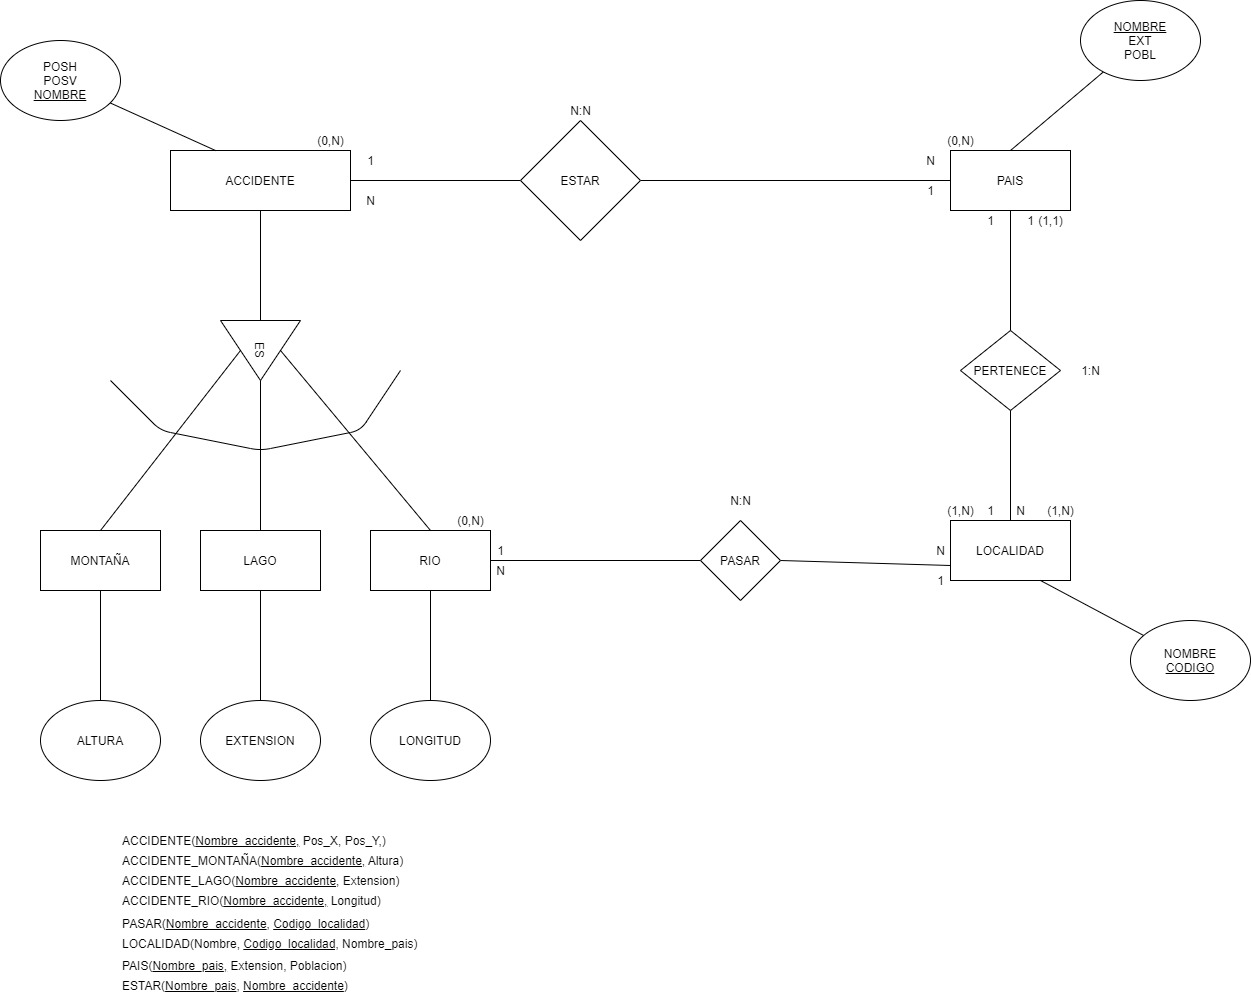 NOMBRE
EXT
POBL
POSH
POSV
NOMBRE
N:N
(0,N)
(0,N)
1
N
ACCIDENTE
ESTAR
PAIS
N
1
1
1 (1,1)
ES
PERTENECE
1:N
N:N
(0,N)
(1,N)
1
N
(1,N)
MONTAÑA
LAGO
RIO
1
N
PASAR
N
1
LOCALIDAD
NOMBRE
CODIGO
ALTURA
EXTENSION
LONGITUD
ACCIDENTE(Nombre_accidente, Pos_X, Pos_Y,)
ACCIDENTE_MONTAÑA(Nombre_accidente, Altura)
ACCIDENTE_LAGO(Nombre_accidente, Extension)
ACCIDENTE_RIO(Nombre_accidente, Longitud)
PASAR(Nombre_accidente, Codigo_localidad)
LOCALIDAD(Nombre, Codigo_localidad, Nombre_pais)
PAIS(Nombre_pais, Extension, Poblacion)
ESTAR(Nombre_pais, Nombre_accidente)